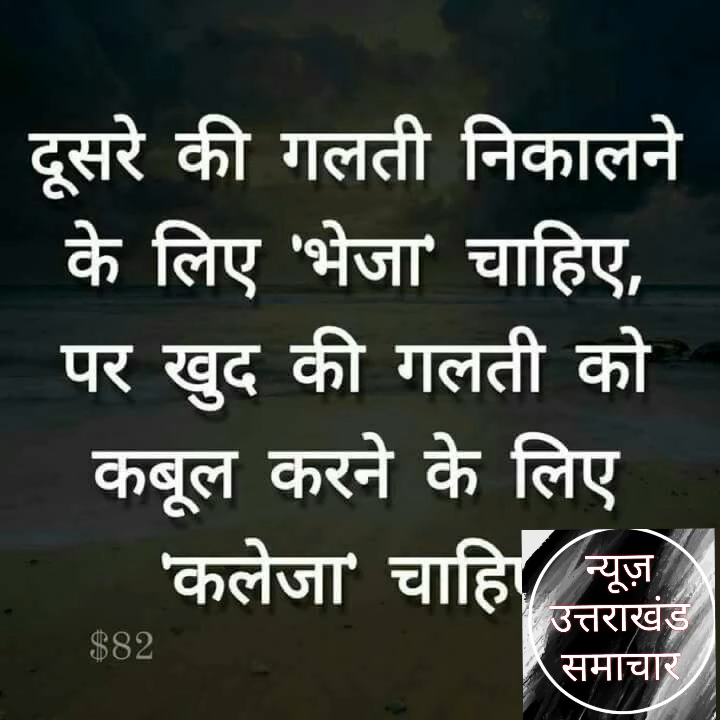 दूसरे की गलती निकालने
के लिए 'भेजा' चाहिए,
पर खुद की गलती को
कबूल करने के लिए
'कलेजा'
$82
न्यूज़
उत्तराखंड
समाचार